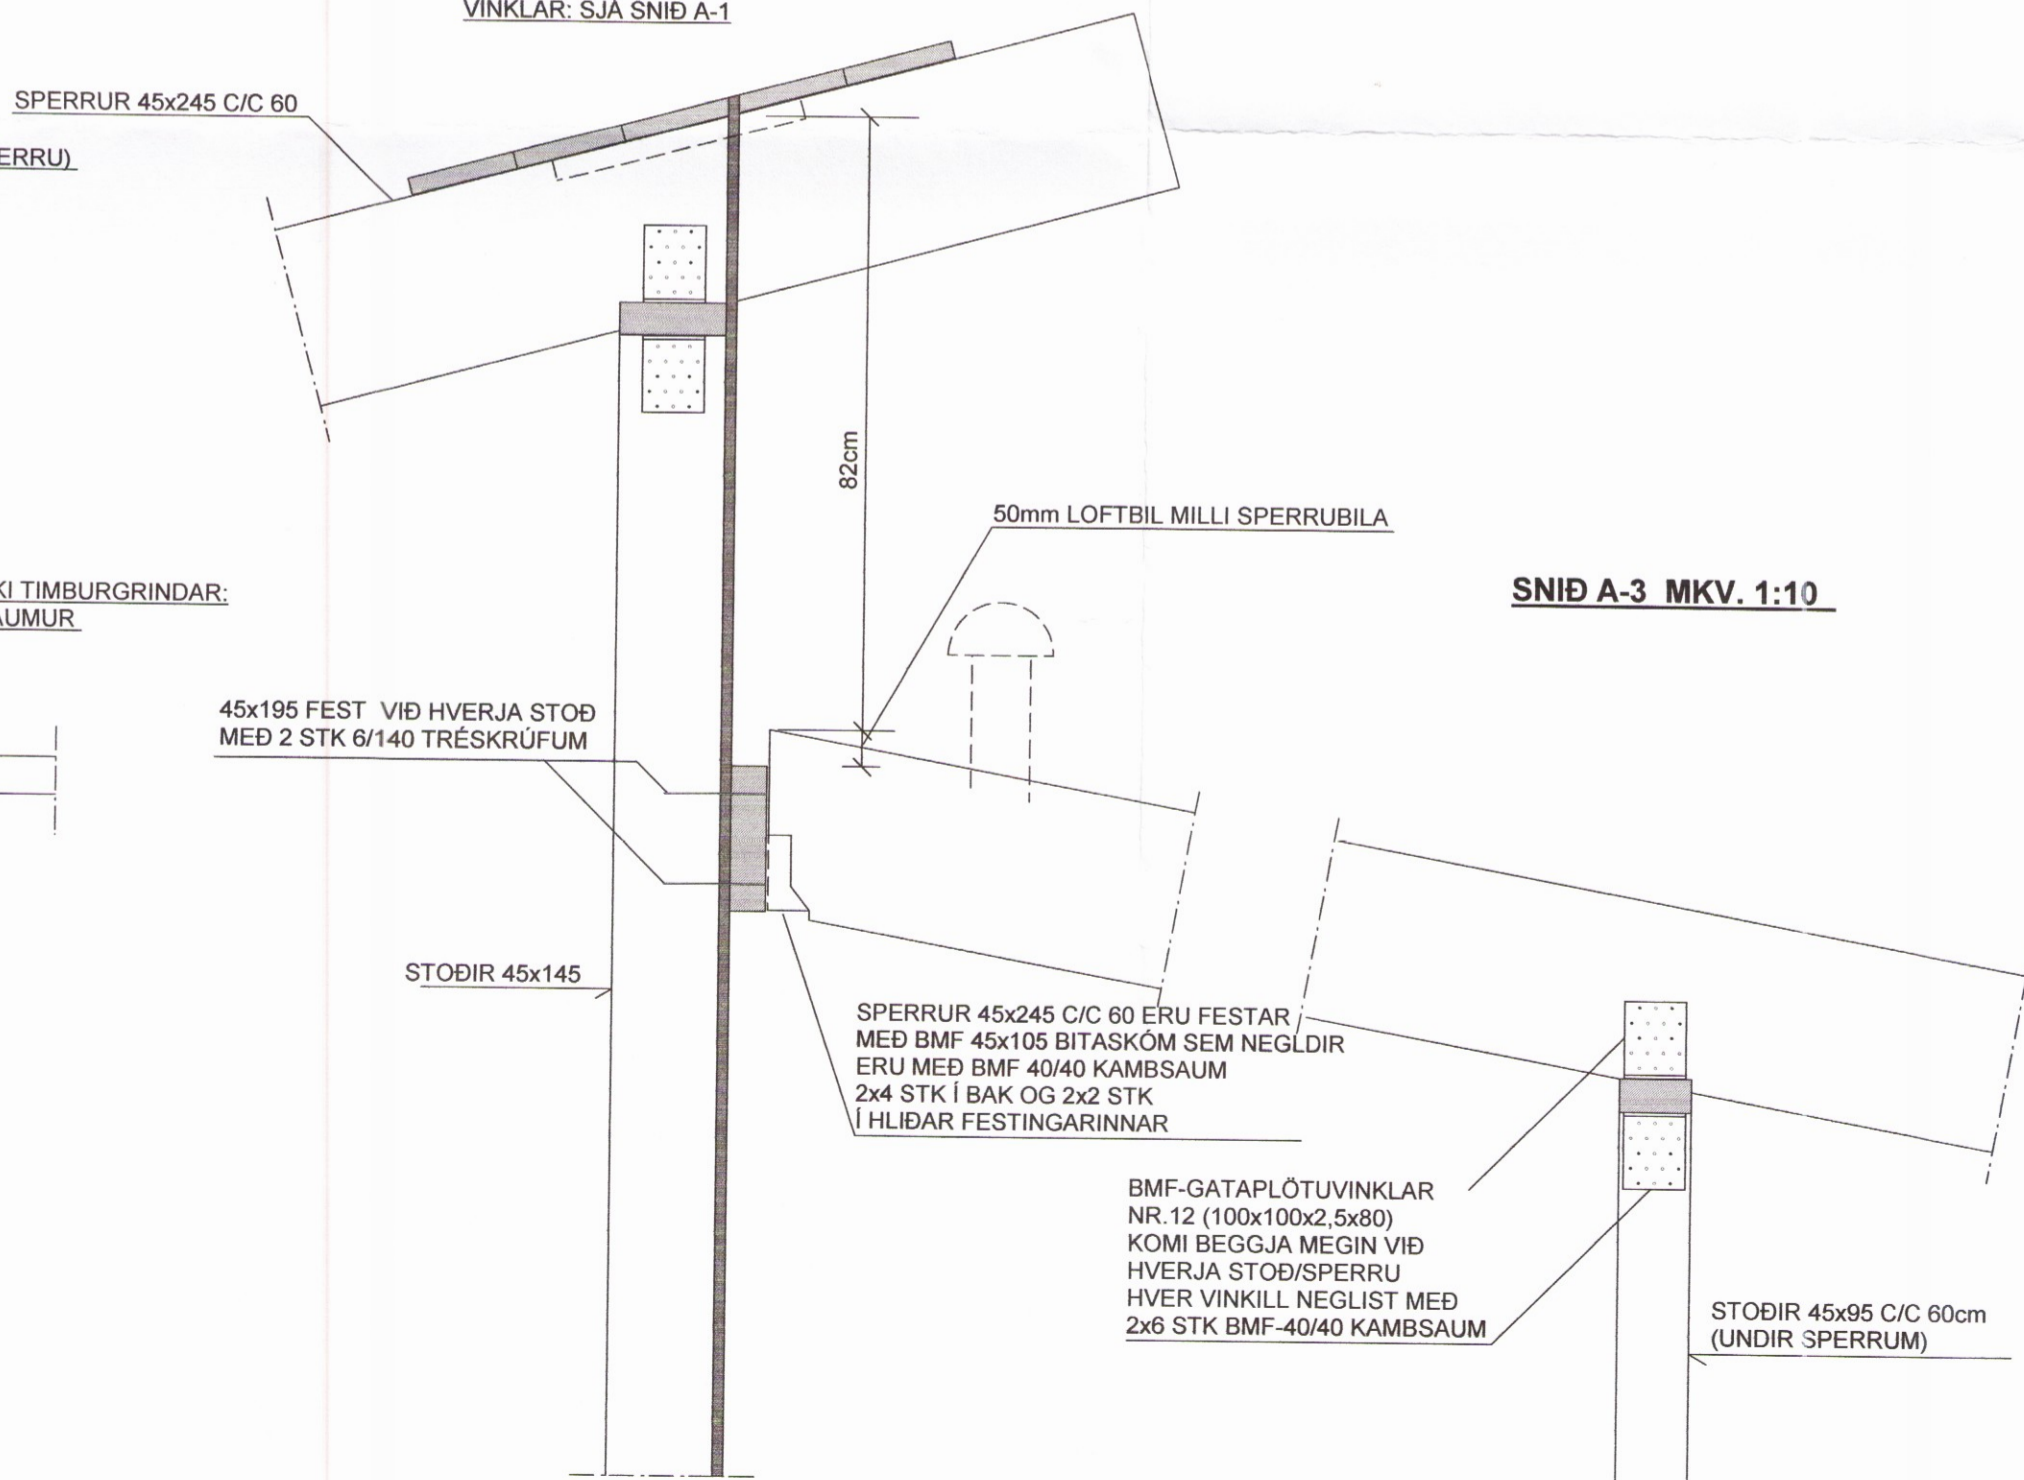 VINKLAR: SJÁ SNIÐ A-1
SPERRUR 45x245 C/C 60
ERRU)
82cm
50mm LOFTBIL MILLI SPERRUBILA
SNIÐ A-3 MKV. 1:10
KI TIMBURGRINDAR:
AUMUR
45x195 FEST VIÐ HVERJA STOÐ
MEÐ 2 STK 6/140 TRÉSKRÚFUM
STOÐIR 45x145
SPERRUR 45x245 C/C 60 ERU FESTAR
MEÐ BMF 45x105 BITASKÓM SEM NEGLDIR
ERU MEÐ BMF 40/40 KAMBSAUM
2x4 STK Í BAK OG 2x2 STK
Í HLIÐAR FESTINGARINNAR
BMF-GATAPLÖTUVINKLAR
NR.12 (100x100x2,5x80)
KOMI BEGGJA MEGIN VIÐ
HVERJA STOÐ/SPERRU
HVER VINKILL NEGLIST MEÐ
2x6 STK BMF-40/40 KAMBSAUM
STOÐIR 45x95 C/C 60cm
(UNDIR SPERRUM)